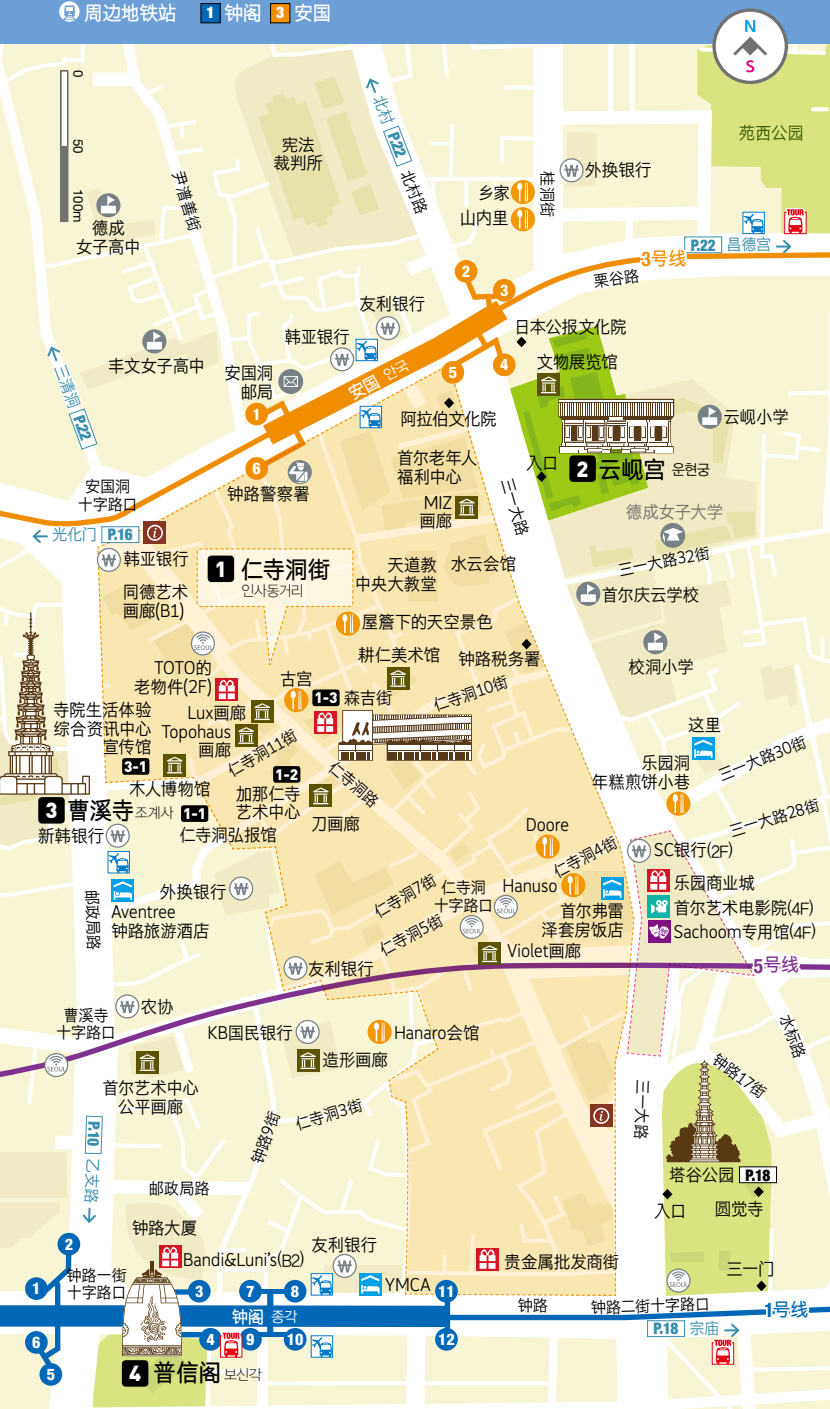 周边地铁站 1 钟阁 3 安国
N
S
0
50
100m
北村 P.22
北村路
宪法
裁判所
尹潽善街
德成
女子高中
苑西公园
外换银行
桂洞街
乡家
山内里
TOUR
P.22 昌德宫
3号线
栗谷路
2
3
友利银行
韩亚银行
日本公报文化院
文物展览馆
丰文女子高中
三清洞 P.22
安国洞
邮局
安国 안국
5
4
1
6
阿拉伯文化院
云岘小学
首尔老年人
福利中心
入口
2 云岘宫 운현궁
钟路警察署
安国洞
十字路口
MIZ
画廊
三一大路
德成女子大学
光化门 P.16
韩亚银行
1 仁寺洞街
인사동거리
天道教
中央大教堂
水云会馆
三一大路32街
同德艺术
画廊(B1)
首尔庆云学校
屋簷下的天空景色
SEOUL
耕仁美术馆
钟路税务署
校洞小学
TOTO的
老物件(2F)
古宫
1-3 森吉街
仁寺洞10街
寺院生活体验
综合资讯中心
宣传馆
3-1
Lux画廊
Topohaus
画廊
仁寺洞11街
仁寺洞路
这里
三一大路30街
木人博物馆
1-2
加那仁寺
艺术中心
刀画廊
乐园洞
年糕煎饼小巷
3 曹溪寺 조계사
1-1
仁寺洞弘报馆
三一大路28街
新韩银行
Doore
仁寺洞4街
SC银行(2F)
Aventree
钟路旅游酒店
外换银行
邮政局路
仁寺洞7街
仁寺洞
十字路口
SEOUL
Hanuso
首尔弗雷
泽套房饭店
乐园商业城
首尔艺术电影院(4F)
Sachoom专用馆(4F)
仁寺洞5街
SEOUL
Violet画廊
友利银行
5号线
曹溪寺
十字路口
农协
KB国民银行
Hanaro会馆
水标路
SEOUL
造形画廊
首尔艺术中心
公平画廊
钟路17街
仁寺洞3街
钟路9街
三一大路
P.10 乙支路
塔谷公园 P.18
入口
圆觉寺
邮政局路
钟路大厦
Bandi&Luni's(B2)
友利银行
贵金属批发商街
三一门
SEOUL
2
1
钟路一街
十字路口
3
7
8
YMCA
11
钟阁 종각
钟路
钟路二街十字路口
1号线
6
5
4
TOUR
9
10
12
P.18 宗庙
TOUR
4 普信阁 보신각